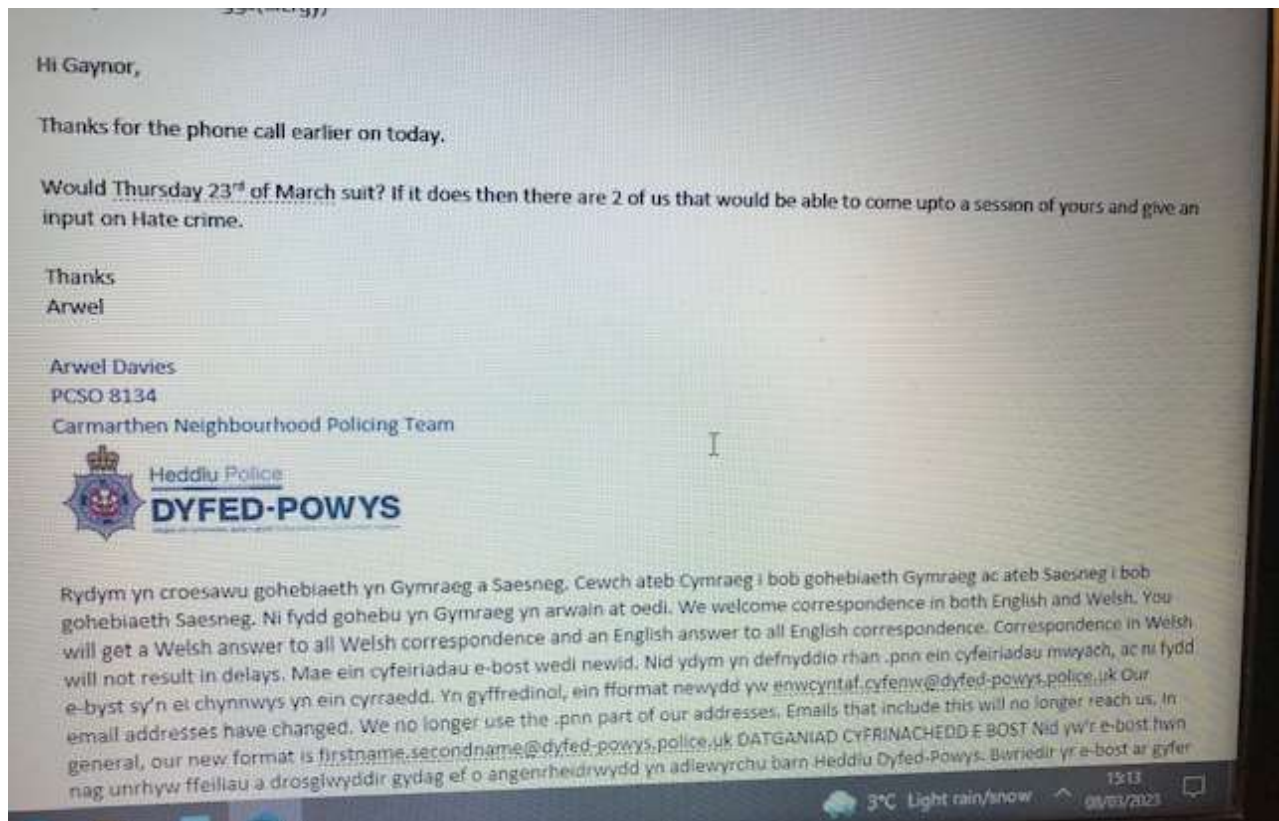 Hi Gaynor,
Thanks for the phone call earlier on today.
Would Thursday 23rd of March suit? If it does then there are 2 of us that would be able to come upto a session of yours and give an
input on Hate crime.
Thanks
Arwel
Arwel Davies
PCSO 8134
Carmarthen Neighbourhood Policing Team
Heddlu Police
DYFED-POWYS
Rydym yn croesawu gohebiaeth yn Gymraeg a Saesneg. Cewch ateb Cymraeg i bob gohebiaeth Gymraeg ac ateb Saesneg i bob
gohebiaeth Saesneg. Ni fydd gohebu yn Gymraeg yn arwain at oedi. We welcome correspondence in both English and Welsh. You
will get a Welsh answer to all Welsh correspondence and an English answer to all English correspondence. Correspondence in Welsh
will not result in delays. Mae ein cyfeiriadau e-bost wedi newid. Nid ydym yn defnyddio rhan .pnn ein cyfeiriadau mwyach, ac ni fydd
e-byst sy'n ei chynnwys yn ein cyrraedd. Yn gyffredinol, ein fformat newydd yw enwcyntaf.cyfenw@dyfed-powys.police.uk Our
email addresses have changed. We no longer use the .pnn part of our addresses. Emails that include this will no longer reach us. In
general, our new format is firstname.secondname@dyfed-powys.police.uk DATGANIAD CYFRINACHEDD E BOST Nid yw'r e-bost hwn
nag unrhyw ffeiliau a drosglwyddir gydag ef o angenrheidrwydd yn adlewyrchu barn Heddlu Dyfed-Powys. Bwriedir yr e-bost ar gyfer
3°C Light rain/snow
15:13
08/03/2023